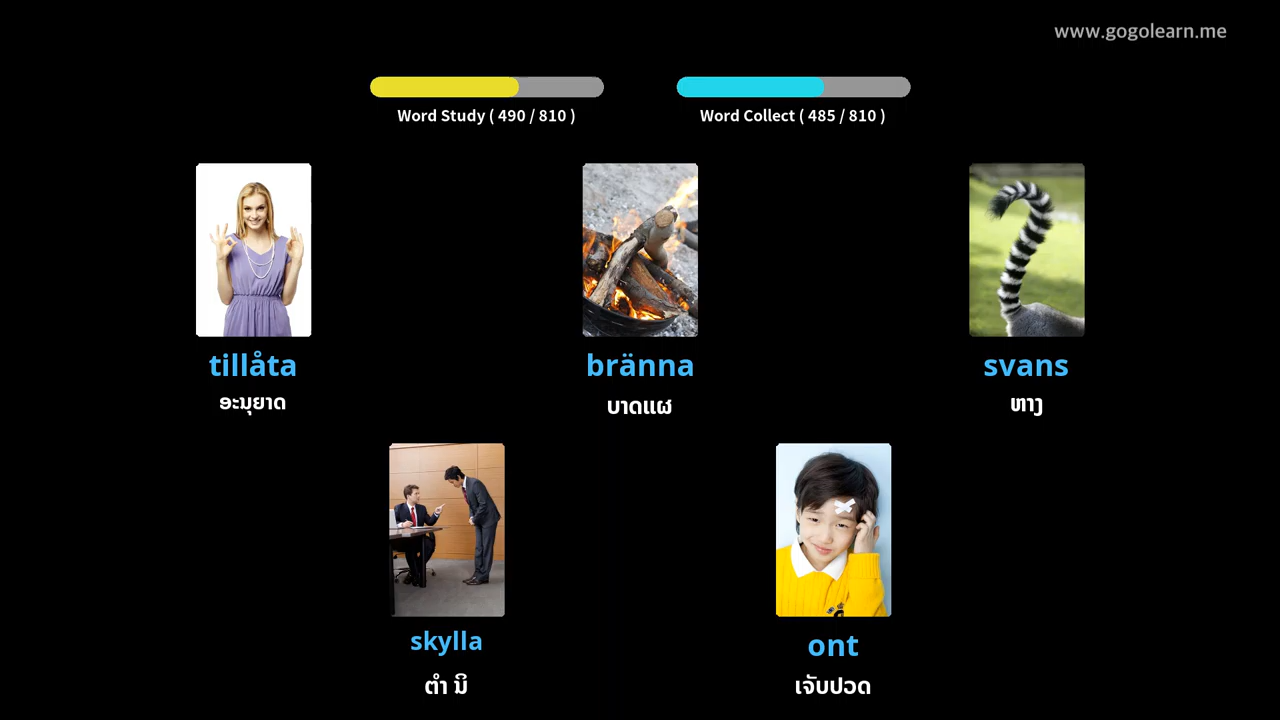 www.gogolearn.me
Word Study ( 490 / 810 )
Word Collect ( 485 / 810 )
tillåta
ອະນຸຍາດ
bränna
ບາດແຜ
svans
ຫາງ
skylla
ຕຳ ນິ
ont
ເຈັບປວດ